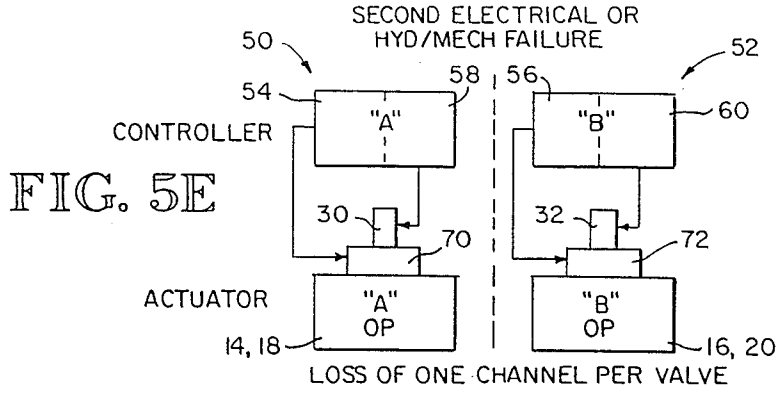 SECOND ELECTRICAL OR
HYD/MECH FAILURE
50
52
54
58
56
60
CONTROLLER
"A"
"B"
FIG. 5E
30
70
32
72
ACTUATOR
"A"
OP
"B"
OP
14, 18
16, 20
LOSS OF ONE CHANNEL PER VALVE